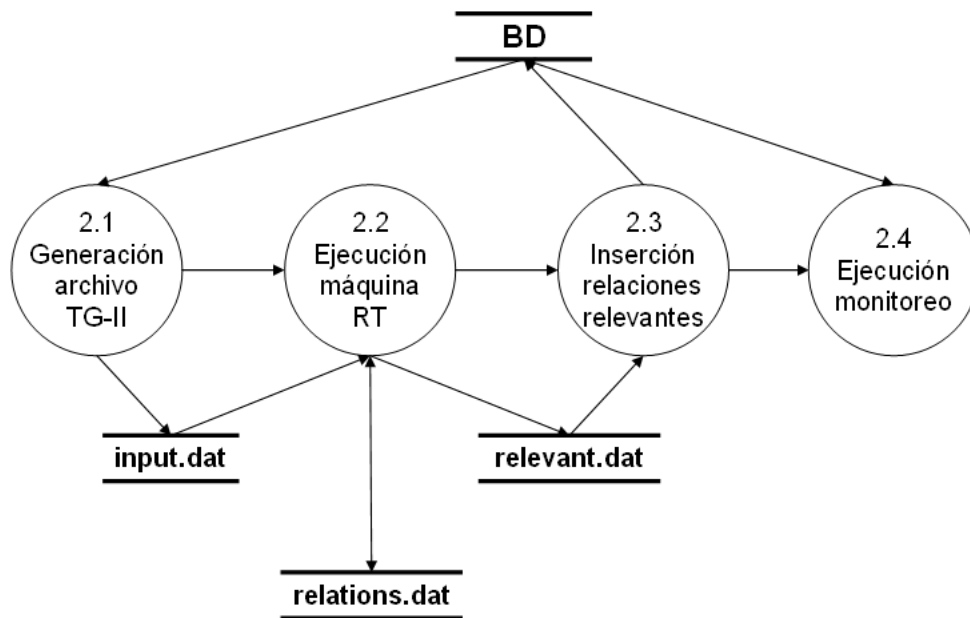 BD
2.1
Generación
archivo
TG-II
2.2
Ejecución
máquina
RT
2.3
Inserción
relaciones
relevantes
2.4
Ejecución
monitoreo
input.dat
relevant.dat
relations.dat